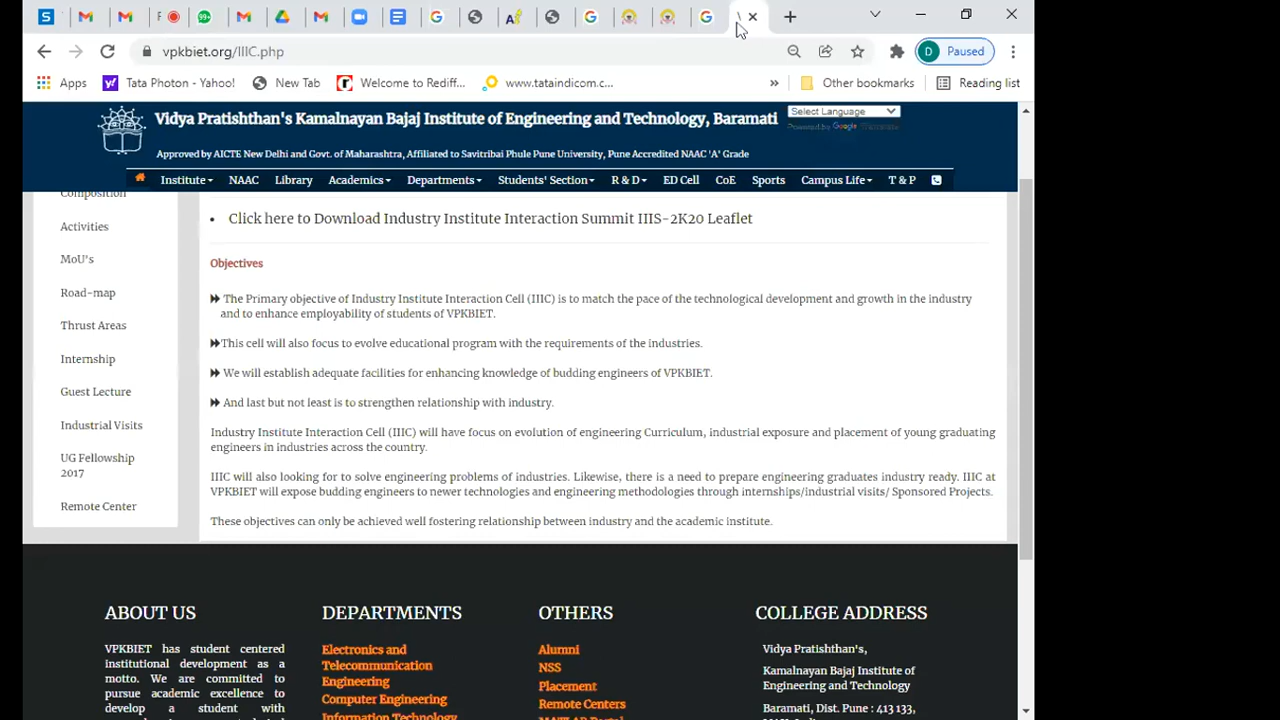 vpkbiet.org/IIIC.php
D Paused
Apps Tata Photon - Yahoo! New Tab Welcome to Rediff... www.tataindicom.co... » Other bookmarks Reading list
Vidya Pratishthan's Kamalnayan Bajaj Institute of Engineering and Technology, Baramati
Select Language
Powered by Google
Approved by AICTE New Delhi and Govt. of Maharashtra, Affiliated to Savitribai Phule Pune University, Pune Accredited NAAC 'A' Grade
Institute NAAC Library Academics Departments Students' Section R & D ED Cell CoE Sports Campus Life T & P
Composition
Activities
MoU's
Road-map
Thrust Areas
Internship
Guest Lecture
Industrial Visits
UG Fellowship
2017
Remote Center
• Click here to Download Industry Institute Interaction Summit IIIS-2K20 Leaflet
Objectives
The Primary objective of Industry Institute Interaction Cell (IIIC) is to match the pace of the technological development and growth in the industry
and to enhance employability of students of VPKBIET.
This cell will also focus to evolve educational program with the requirements of the industries.
We will establish adequate facilities for enhancing knowledge of budding engineers of VPKBIET.
And last but not least is to strengthen relationship with industry.
Industry Institute Interaction Cell (IIIC) will have focus on evolution of engineering Curriculum, industrial exposure and placement of young graduating
engineers in industries across the country.
IIIC will also looking for to solve engineering problems of industries. Likewise, there is a need to prepare engineering graduates industry ready. IIIC at
VPKBIET will expose budding engineers to newer technologies and engineering methodologies through internships/industrial visits/ Sponsored Projects.
These objectives can only be achieved well fostering relationship between industry and the academic institute.
ABOUT US
VPKBIET has student centered
institutional development as a
motto. We are committed to
pursue academic excellence to
develop a student with
DEPARTMENTS
Electronics and
Telecommunication
Engineering
Computer Engineering
Information Technology
OTHERS
Alumni
NSS
Placement
Remote Centers
MATLAB Portal
COLLEGE ADDRESS
Vidya Pratishthan's,
Kamalnayan Bajaj Institute of
Engineering and Technology
Baramati, Dist. Pune : 413 133,